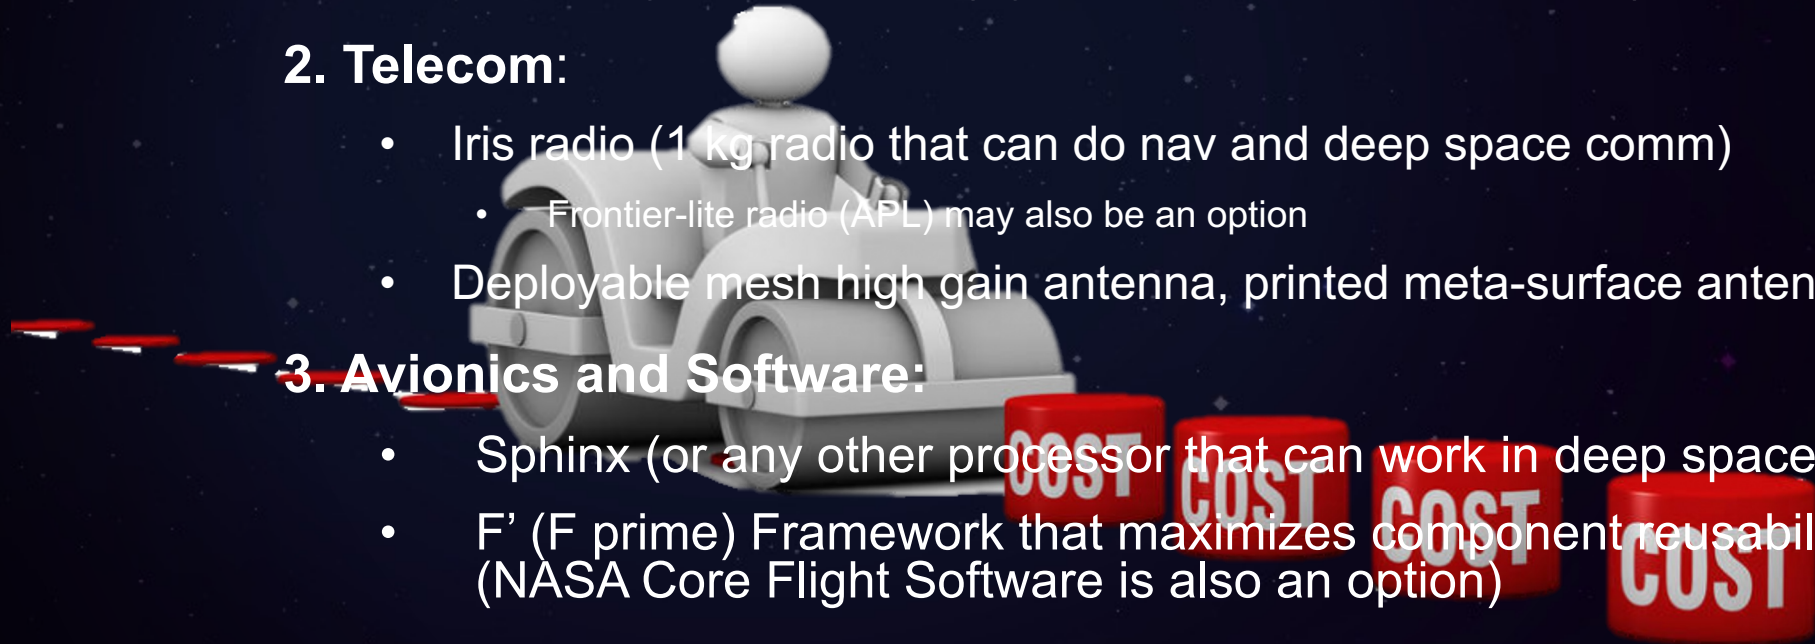 2. Telecom:
• Iris radio (1 kg radio that can do nav and deep space comm)
• Frontier-lite radio (APL) may also be an option
• Deployable mesh high gain antenna, printed meta-surface anten
3. Avionics and Software:
• Sphinx (or any other processor that can work in deep space
• F’ (F prime) Framework that maximizes component reusabil
(NASA Core Flight Software is also an option)
COST
COST
COST
COST